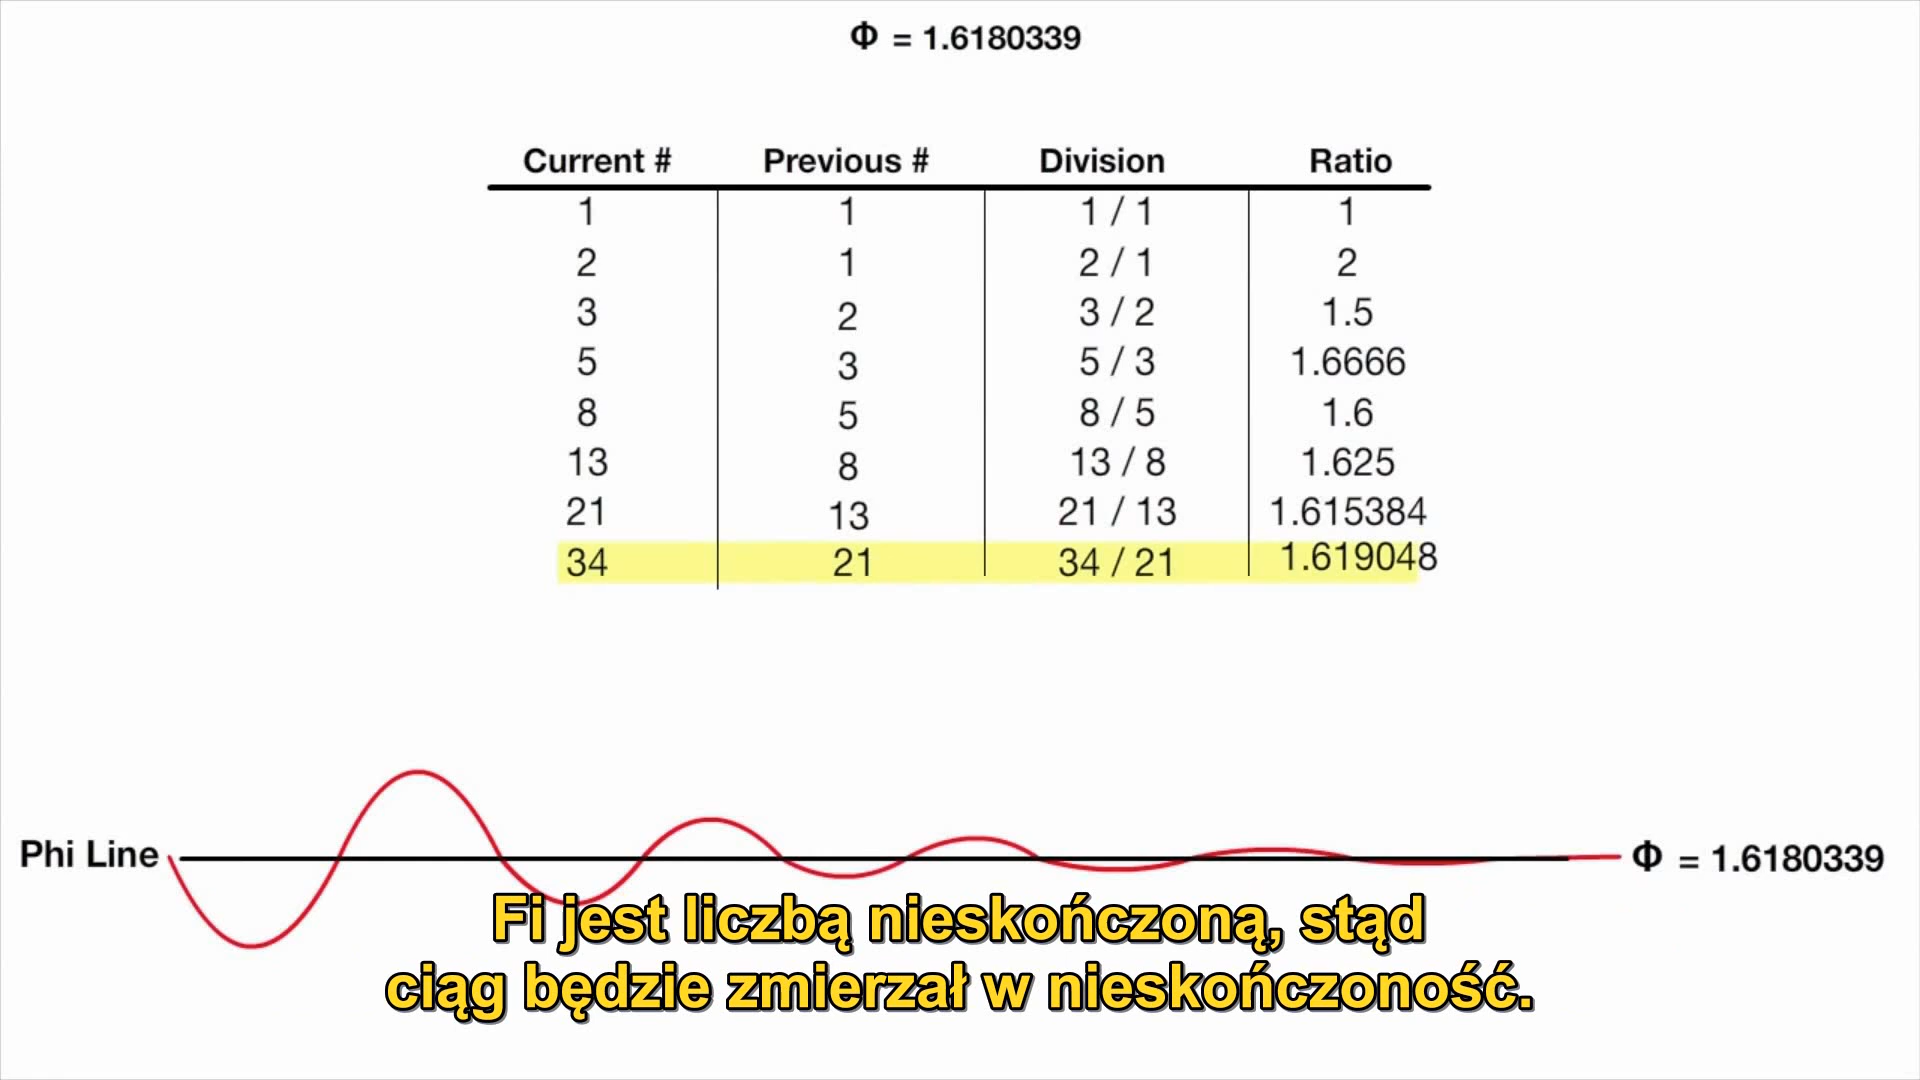 Φ = 1.6180339
Current # Previous # Division Ratio
1 1 1 / 1 1
2 1 2 / 1 2
3 2 3 / 2 1.5
5 3 5 / 3 1.6666
8 5 8 / 5 1.6
13 8 13 / 8 1.625
21 13 21 / 13 1.615384
34 21 34 / 21 1.619048
Phi Line Φ = 1.6180339
Fi jest liczbą nieskończoną, stąd
ciąg będzie zmierzał w nieskończoność.